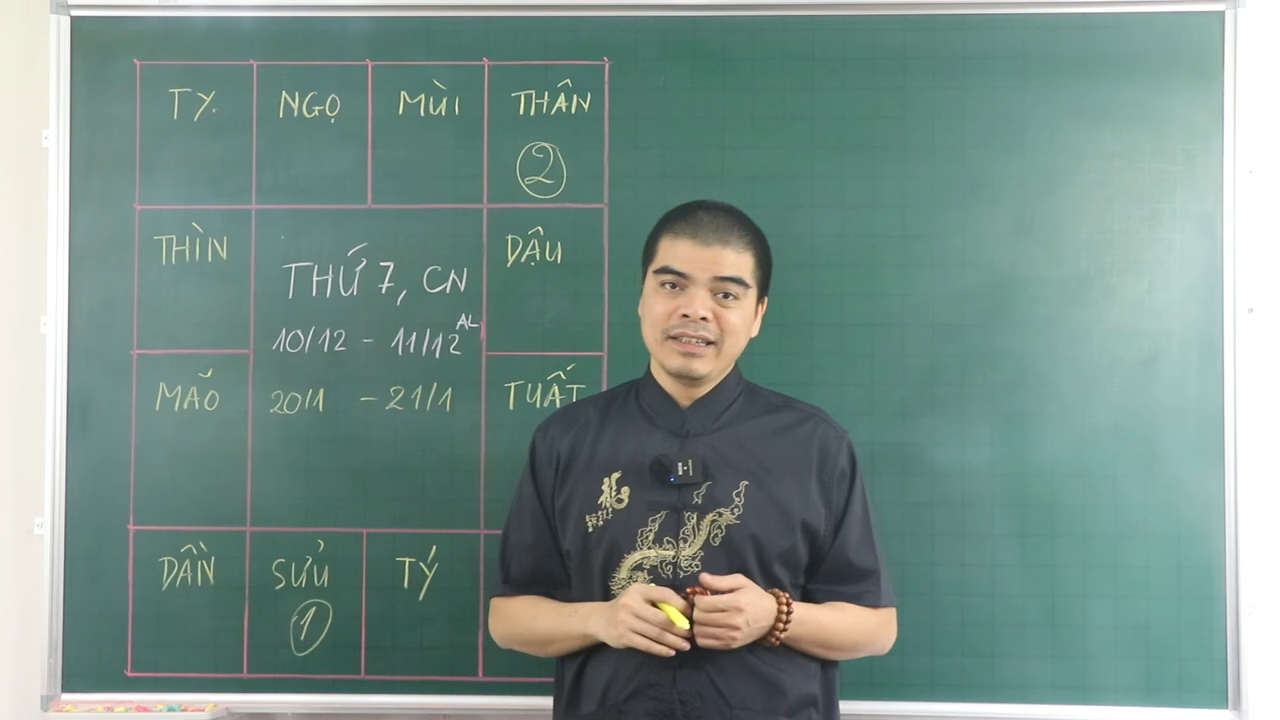 TỴ NGỌ MÙI THÂN
2
THÌN DẬU
THỨ 7, CN
10/12 - 11/12 AL
MÃO 20/1 - 21/1 TUẤT
DẦN SỬU TÝ
1
龍